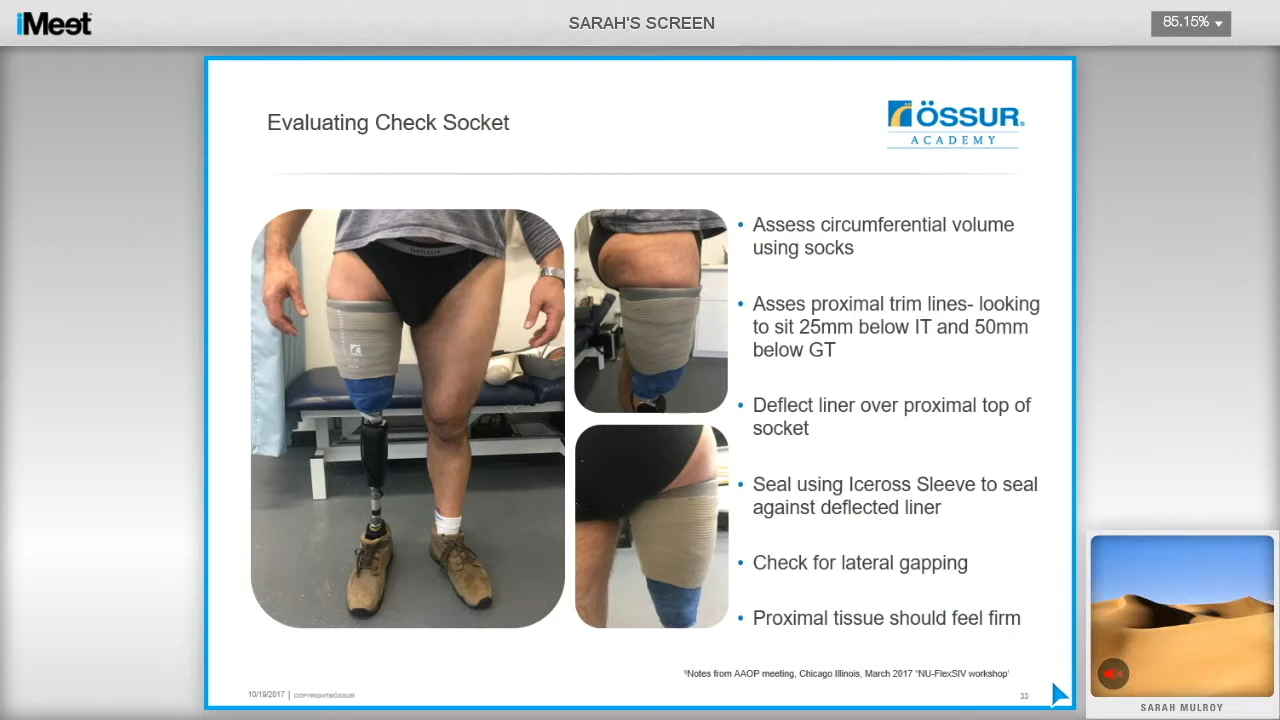 iMeet
SARAH'S SCREEN
85.15%
Evaluating Check Socket
ÖSSUR®
ACADEMY
• Assess circumferential volume
using socks
• Asses proximal trim lines- looking
to sit 25mm below IT and 50mm
below GT
• Deflect liner over proximal top of
socket
• Seal using Iceross Sleeve to seal
against deflected liner
• Check for lateral gapping
• Proximal tissue should feel firm
Notes from AAOP meeting, Chicago Illinois, March 2017 'NU-FlexSIV workshop'
10/19/2017 | COPYRIGHT©ÖSSUR
33
SARAH MULROY